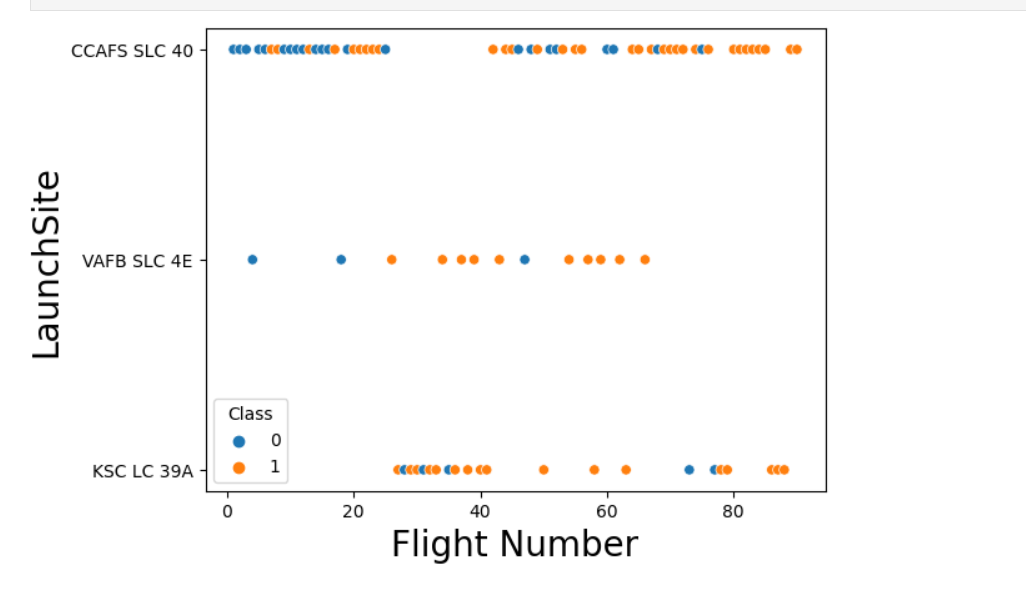 CCAFS SLC 40
VAFB SLC 4E
KSC LC 39A
LaunchSite
Class
0
1
0 20 40 60 80
Flight Number